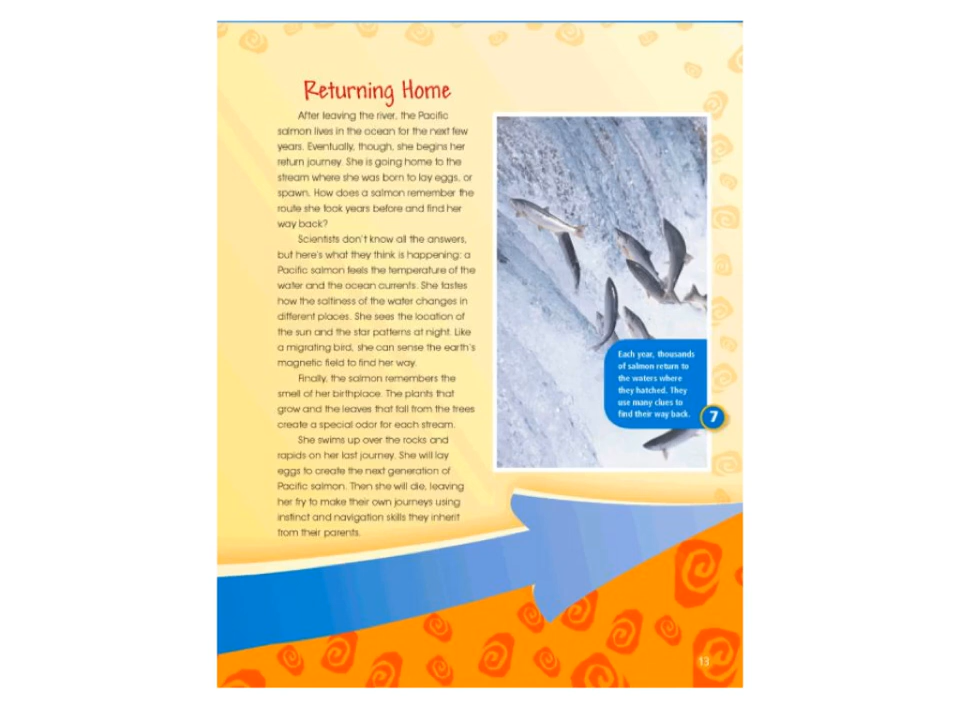 Returning Home
After leaving the river, the Pacific
salmon lives in the ocean for the next few
years. Eventually, though, she begins her
return journey. She is going home to the
stream where she was born to lay eggs, or
spawn. How does a salmon remember the
route she took years before and find her
way back?
Scientists don't know all the answers,
but here's what they think is happening: a
Pacific salmon feels the temperature of the
water and the ocean currents. She tastes
how the saltiness of the water changes in
different places. She sees the location of
the sun and the star patterns at night. Like
a migrating bird, she can sense the earth's
magnetic field to find her way.
Finally, the salmon remembers the
smell of her birthplace. The plants that
grow and the leaves that fall from the trees
create a special odor for each stream.
She swims up over the rocks and
rapids on her last journey. She will lay
eggs to create the next generation of
Pacific salmon. Then she will die, leaving
her fry to make their own journeys using
instinct and navigation skills they inherit
from their parents.
Each year, thousands
of salmon return to
the waters where
they hatched. They
use many clues to
find their way back.
7
13